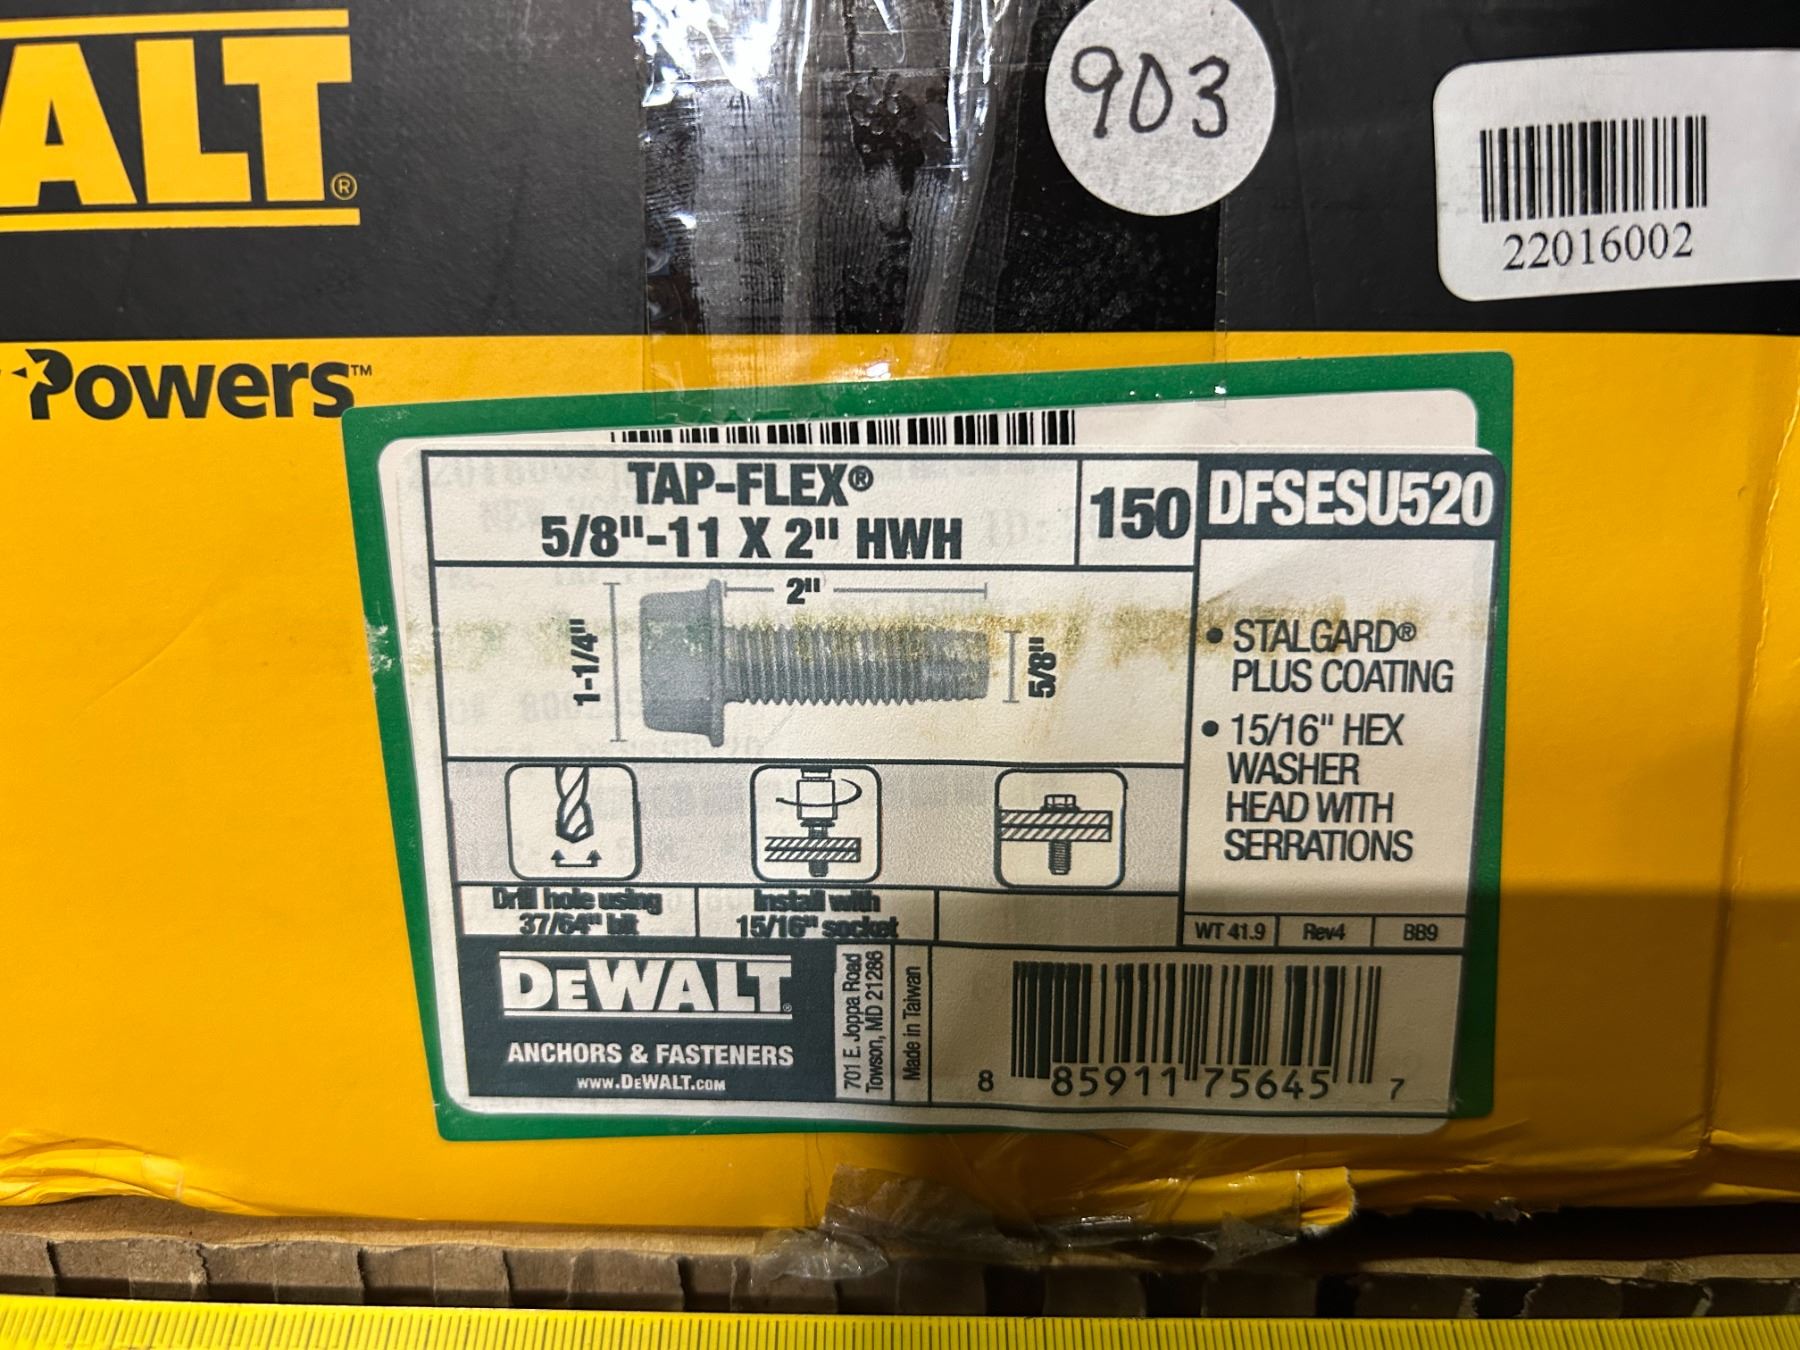 ALT®
903
22016002
Powers™
TAP-FLEX®
5/8"-11 X 2" HWH
150
DFSESU520
2"
1-1/4"
5/8"
• STALGARD®
PLUS COATING
• 15/16" HEX
WASHER
HEAD WITH
SERRATIONS
Drill hole using
37/64" bit
Install with
15/16" socket
WT 41.9
Rev4
BB9
DEWALT®
ANCHORS & FASTENERS
WWW.DEWALT.COM
701 E. Joppa Road
Towson, MD 21286
Made in Taiwan
8 85911 75645 7